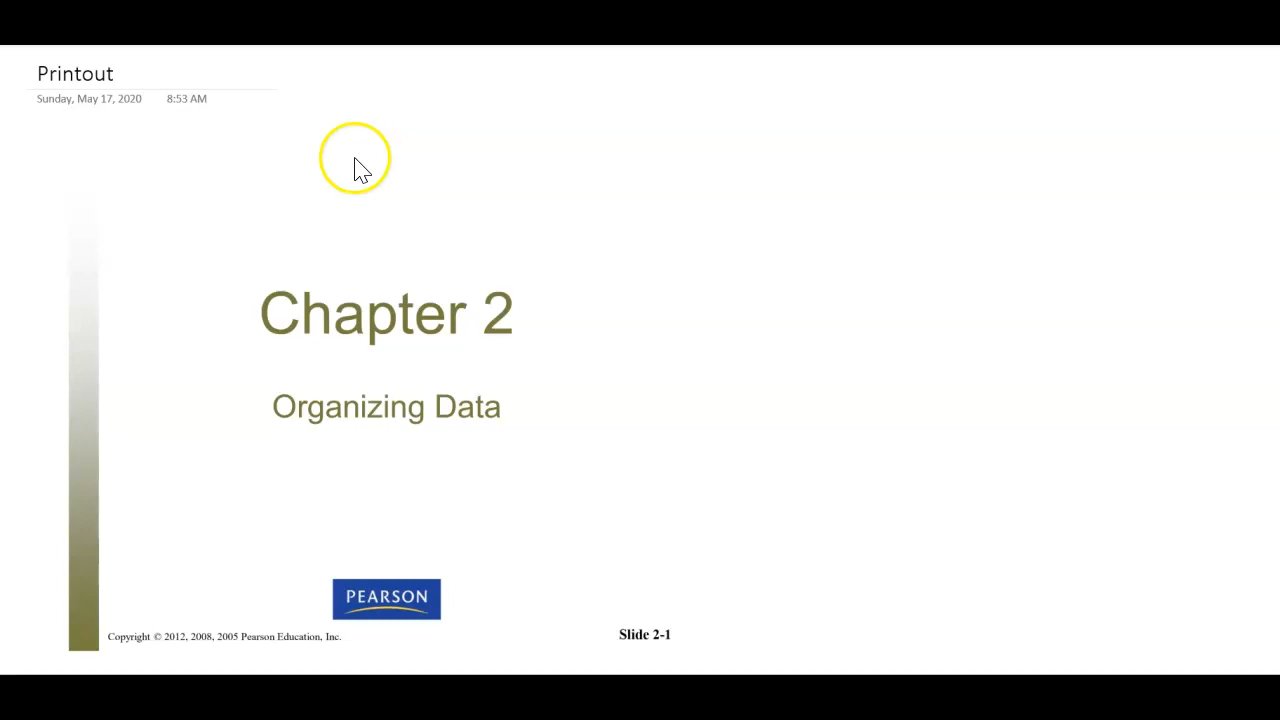 Printout
Sunday, May 17, 2020 8:53 AM
Chapter 2
Organizing Data
PEARSON
Copyright © 2012, 2008, 2005 Pearson Education, Inc.
Slide 2-1